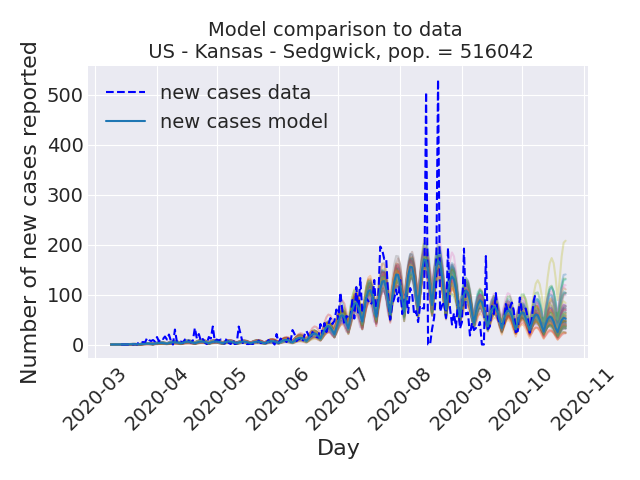 Model comparison to data
US - Kansas - Sedgwick, pop. = 516042
Number of new cases reported
500
400
300
200
100
0
new cases data
new cases model
2020-03
2020-04
2020-05
2020-06
2020-07
2020-08
2020-09
2020-10
2020-11
Day